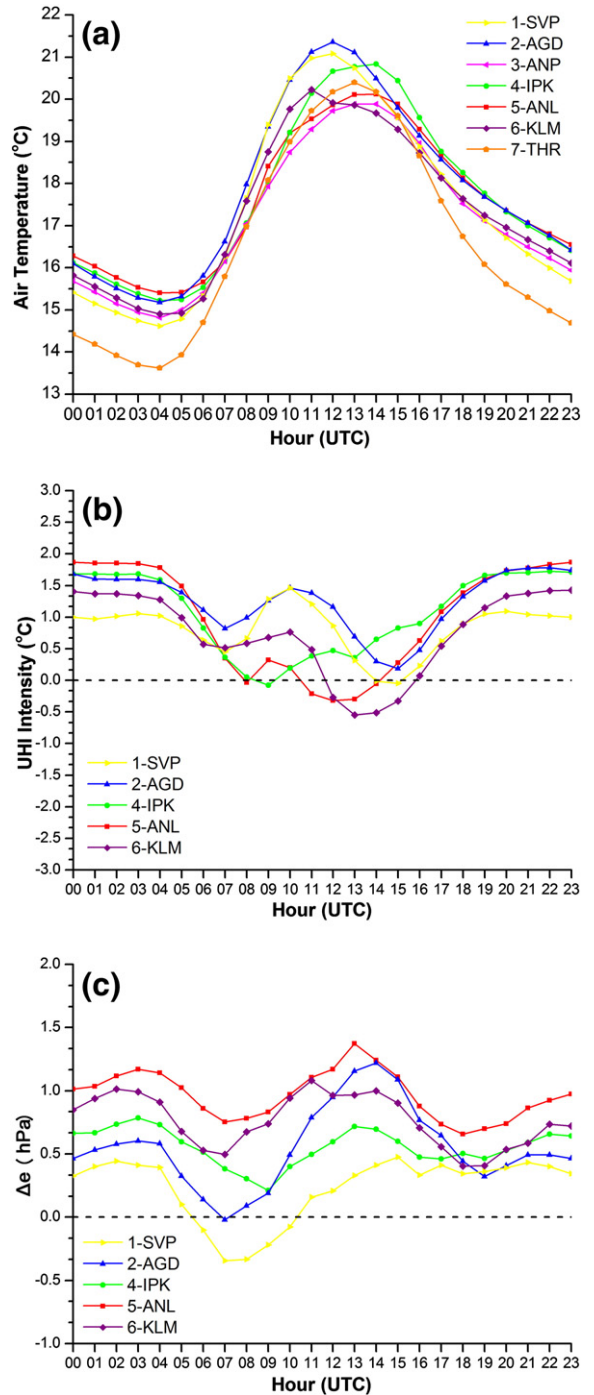 (a)
22
21
20
19
18
17
16
15
14
13
Air Temperature (°C)
1-SVP
2-AGD
3-ANP
4-IPK
5-ANL
6-KLM
7-THR
00 01 02 03 04 05 06 07 08 09 10 11 12 13 14 15 16 17 18 19 20 21 22 23
Hour (UTC)
(b)
3.0
2.5
2.0
1.5
1.0
0.5
0.0
-0.5
-1.0
-1.5
-2.0
-2.5
-3.0
UHI Intensity (°C)
1-SVP
2-AGD
4-IPK
5-ANL
6-KLM
00 01 02 03 04 05 06 07 08 09 10 11 12 13 14 15 16 17 18 19 20 21 22 23
Hour (UTC)
(c)
2.0
1.5
1.0
0.5
0.0
-0.5
-1.0
Δe ( hPa)
1-SVP
2-AGD
4-IPK
5-ANL
6-KLM
00 01 02 03 04 05 06 07 08 09 10 11 12 13 14 15 16 17 18 19 20 21 22 23
Hour (UTC)